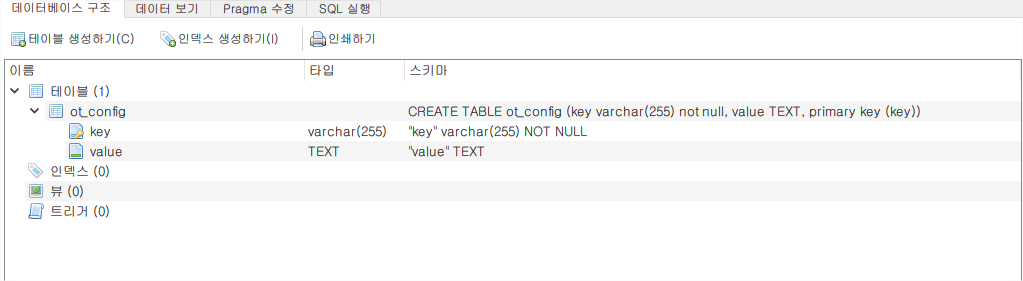 데이터베이스 구조 데이터 보기 Pragma 수정 SQL 실행
테이블 생성하기(C) 인덱스 생성하기(I) 인쇄하기
이름 타입 스키마
테이블 (1)
ot_config CREATE TABLE ot_config (key varchar(255) not null, value TEXT, primary key (key))
key varchar(255) "key" varchar(255) NOT NULL
value TEXT "value" TEXT
인덱스 (0)
뷰 (0)
트리거 (0)